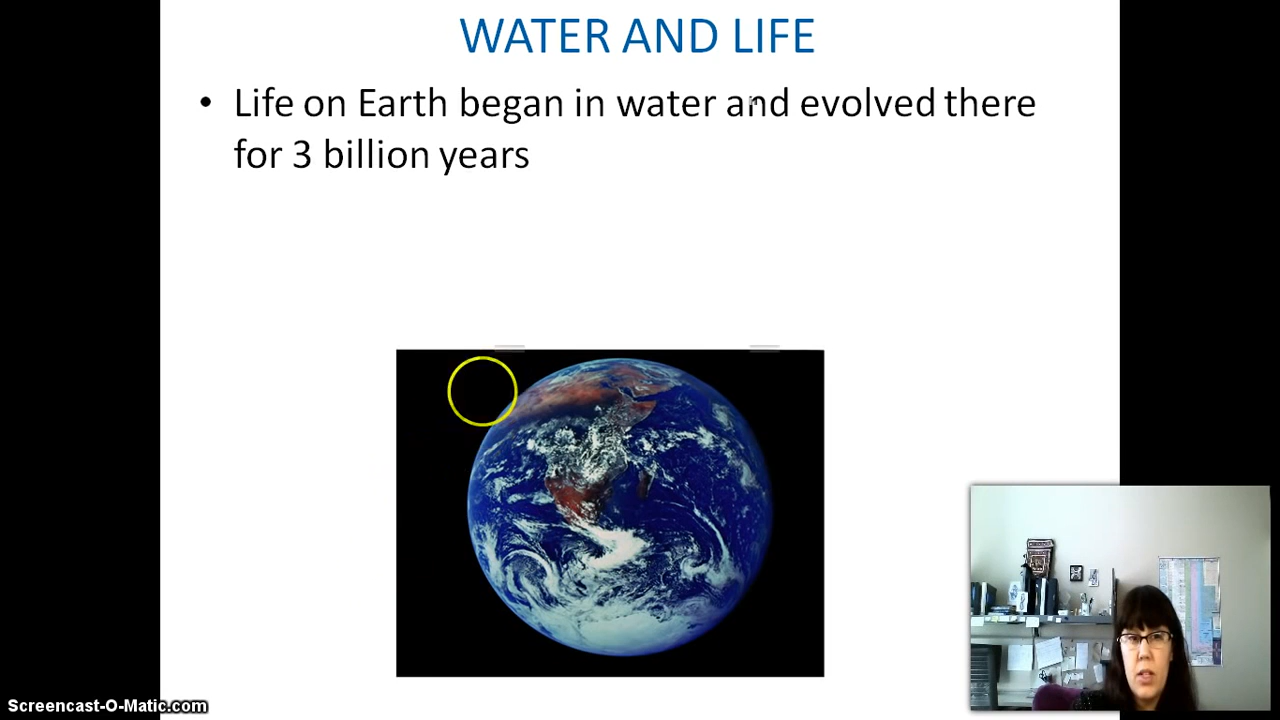 WATER AND LIFE
• Life on Earth began in water and evolved there
for 3 billion years
Screencast-O-Matic.com